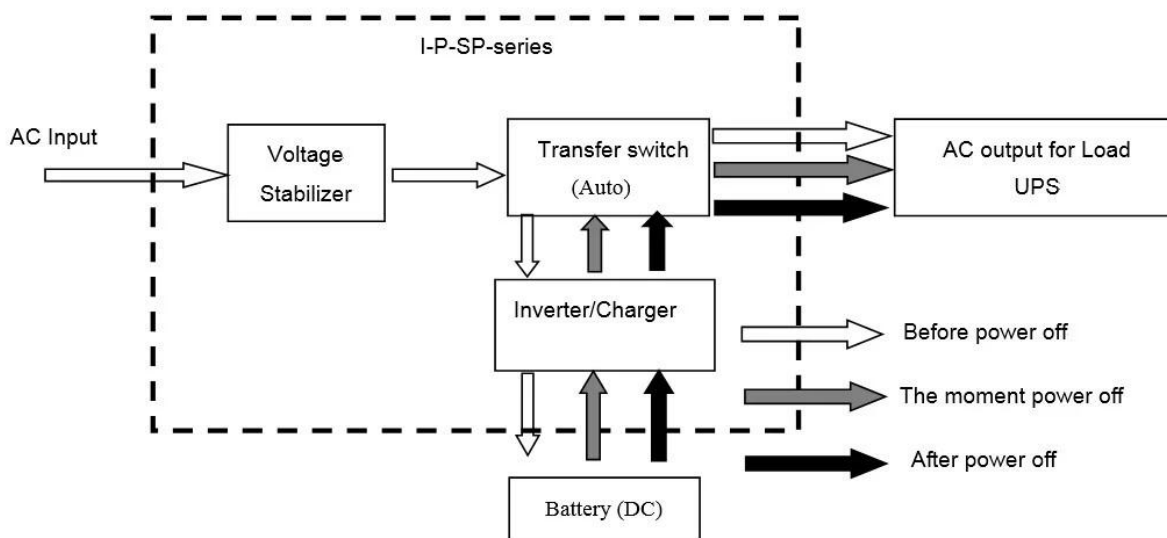 I-P-SP-series
AC Input
Voltage
Stabilizer
Transfer switch
(Auto)
AC output for Load
UPS
Inverter/Charger
Before power off
The moment power off
After power off
Battery (DC)